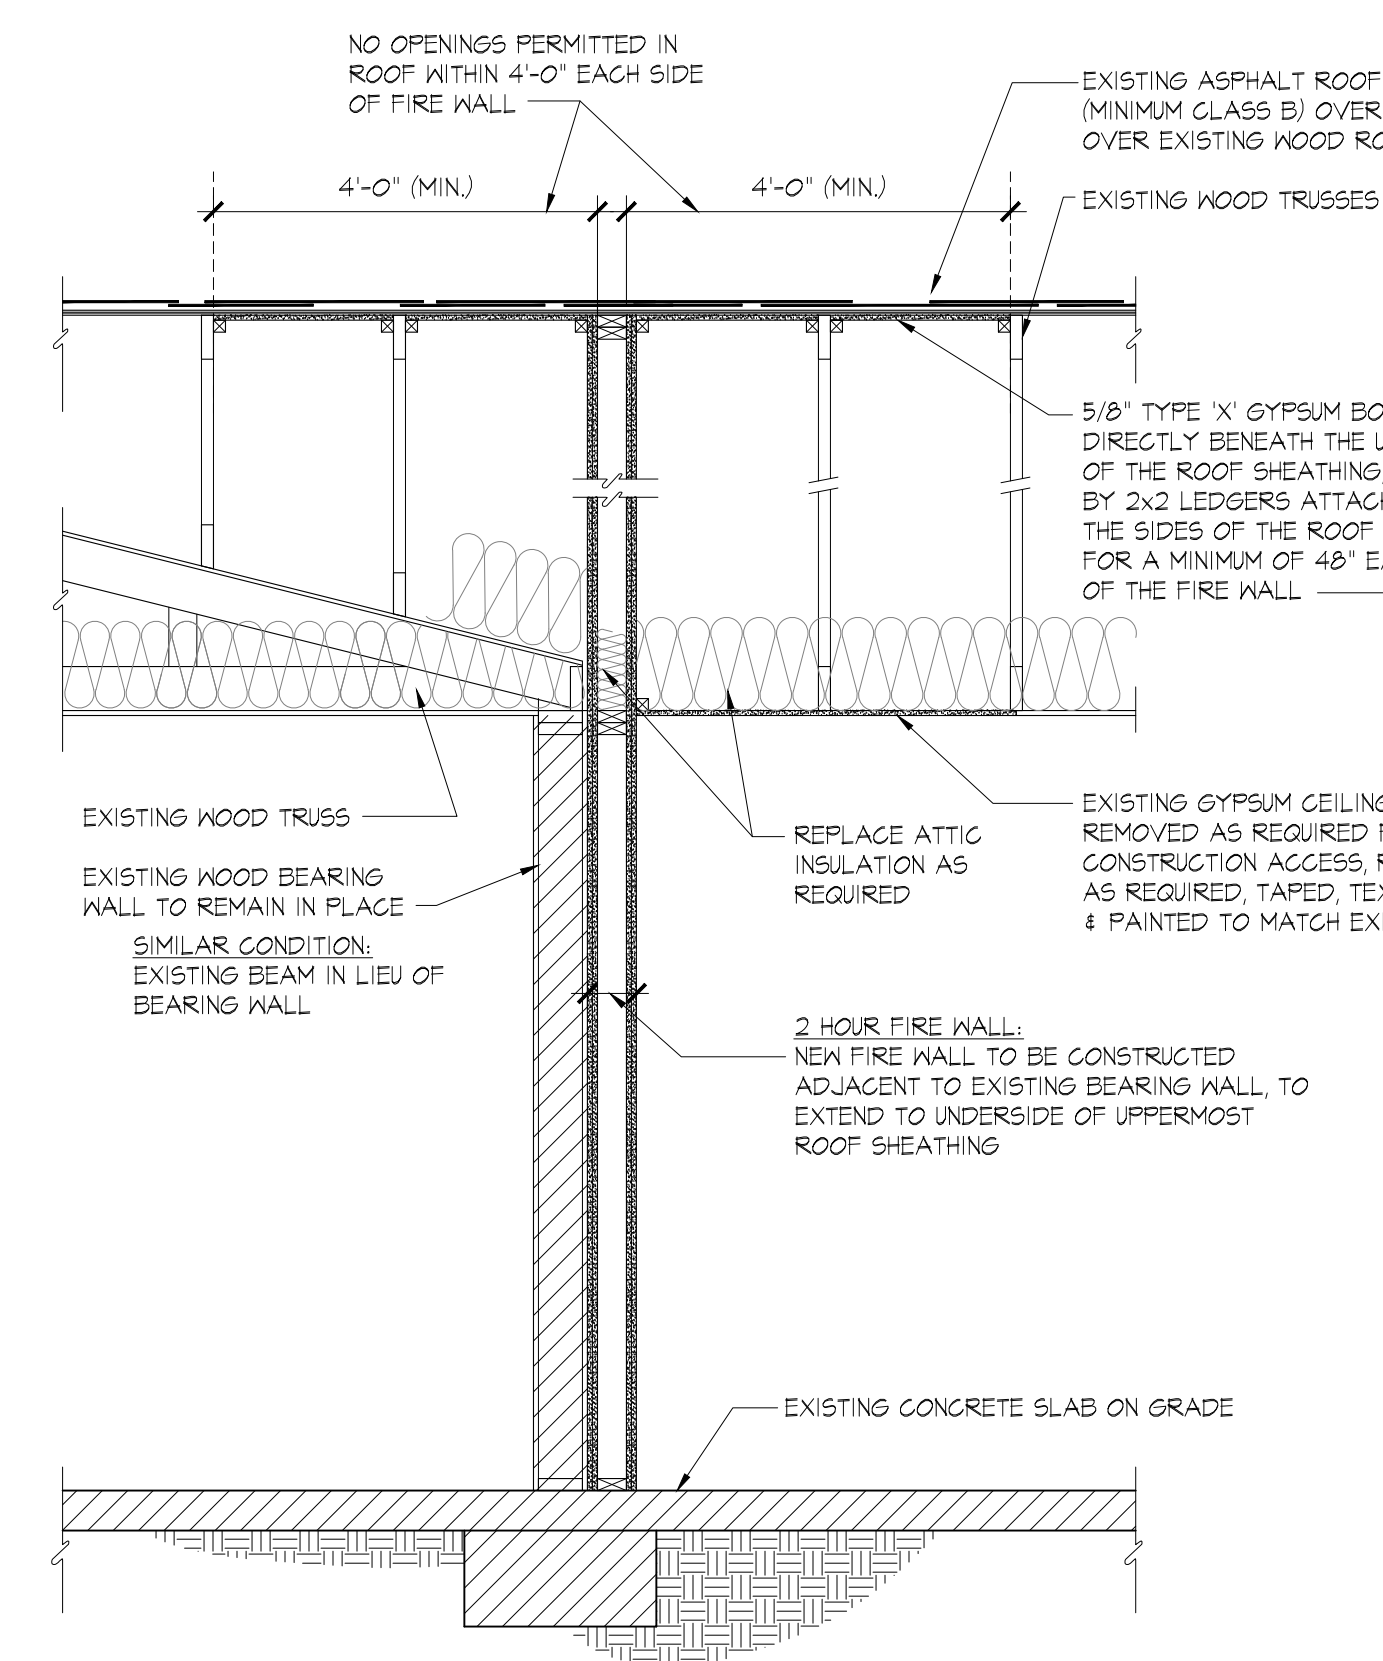 NO OPENINGS PERMITTED IN
ROOF WITHIN 4'-0" EACH SIDE
OF FIRE WALL
EXISTING ASPHALT ROOF
(MINIMUM CLASS B) OVER
OVER EXISTING WOOD
4'-0" (MIN.)
4'-0" (MIN.)
EXISTING WOOD TRUSSES
5/8" TYPE 'X' GYPSUM
DIRECTLY BENEATH THE
OF THE ROOF SHEATHING,
BY 2x2 LEDGERS
THE SIDES OF THE ROOF
FOR A MINIMUM OF 48"
OF THE FIRE WALL
EXISTING WOOD TRUSS
EXISTING WOOD BEARING
WALL TO REMAIN IN PLACE
SIMILAR CONDITION:
EXISTING BEAM IN LIEU OF
BEARING WALL
REPLACE ATTIC
INSULATION AS
REQUIRED
EXISTING GYPSUM CEILING
REMOVED AS REQUIRED
CONSTRUCTION ACCESS,
AS REQUIRED, TAPED,
& PAINTED TO MATCH
2 HOUR FIRE WALL:
NEW FIRE WALL TO BE CONSTRUCTED
ADJACENT TO EXISTING BEARING WALL, TO
EXTEND TO UNDERSIDE OF UPPERMOST
ROOF SHEATHING
EXISTING CONCRETE SLAB ON GRADE